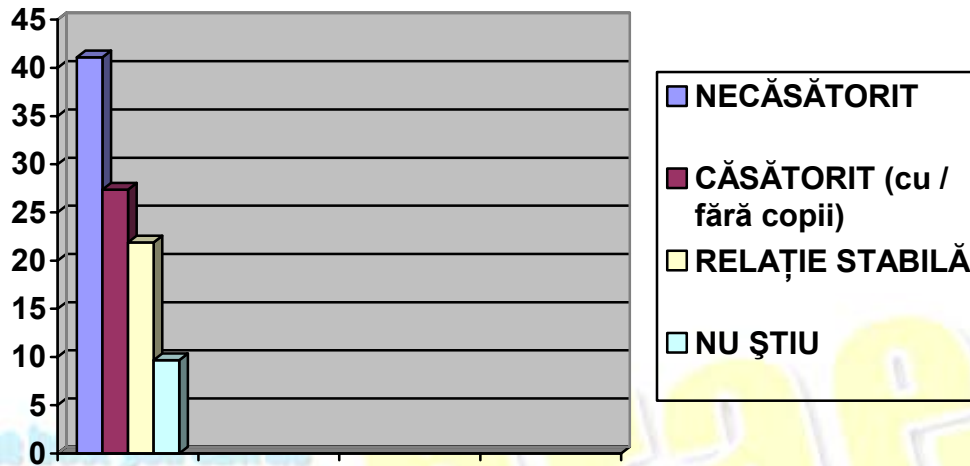 45
40
35
30
25
20
15
10
5
0
NECĂSĂTORIT
CĂSĂTORIT (cu /
fără copii)
RELAȚIE STABILĂ
NU ŞTIU